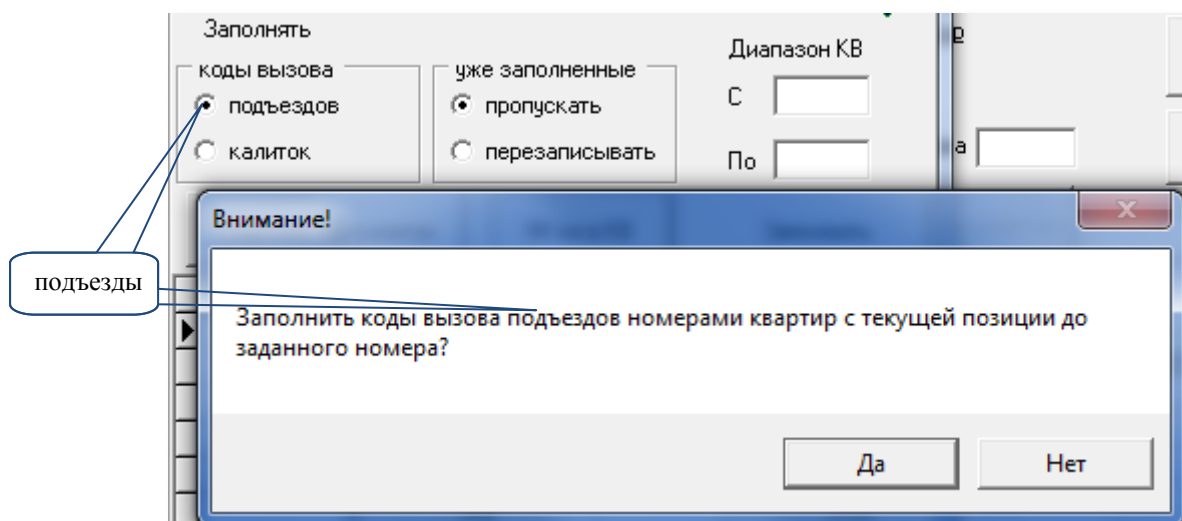 Заполнять
Диапазон КВ
коды вызова
уже заполненные
подъездов
пропускать
С
калиток
перезаписывать
По
р
а
Внимание!
подъезды
Заполнить коды вызова подъездов номерами квартир с текущей позиции до
заданного номера?
Да
Нет